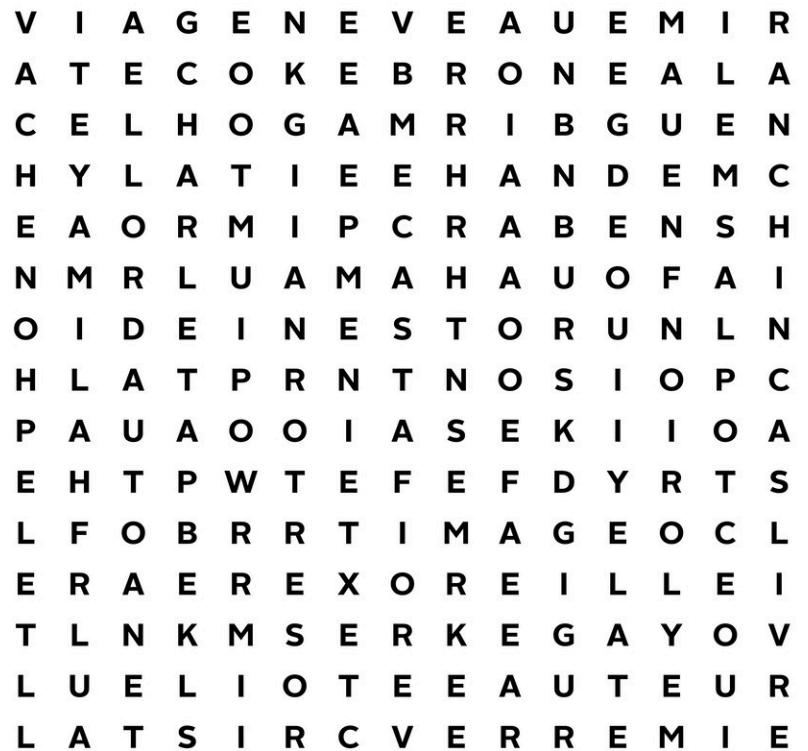 V I A G E N E V E A U E M I R
A T E C O K E B R O N E A L A
C E L H O G A M R I B G U E N
H Y L A T I E E H A N D E M C
E A O R M I P C R A B E N S H
N M R L U A M A H A U O F A I
O I D E I N E S T O R U N L N
H L A T P R N T N O S I O P C
P A U A O O I A S E K I I O A
E H T P W T E F E F D Y R T S
L F O B R R T I M A G E O C L
E R A E R E X O R E I L L E I
T L N K M S E R K E G A Y O V
L U E L I O T E E A U T E U R
L A T S I R C V E R R E M I E